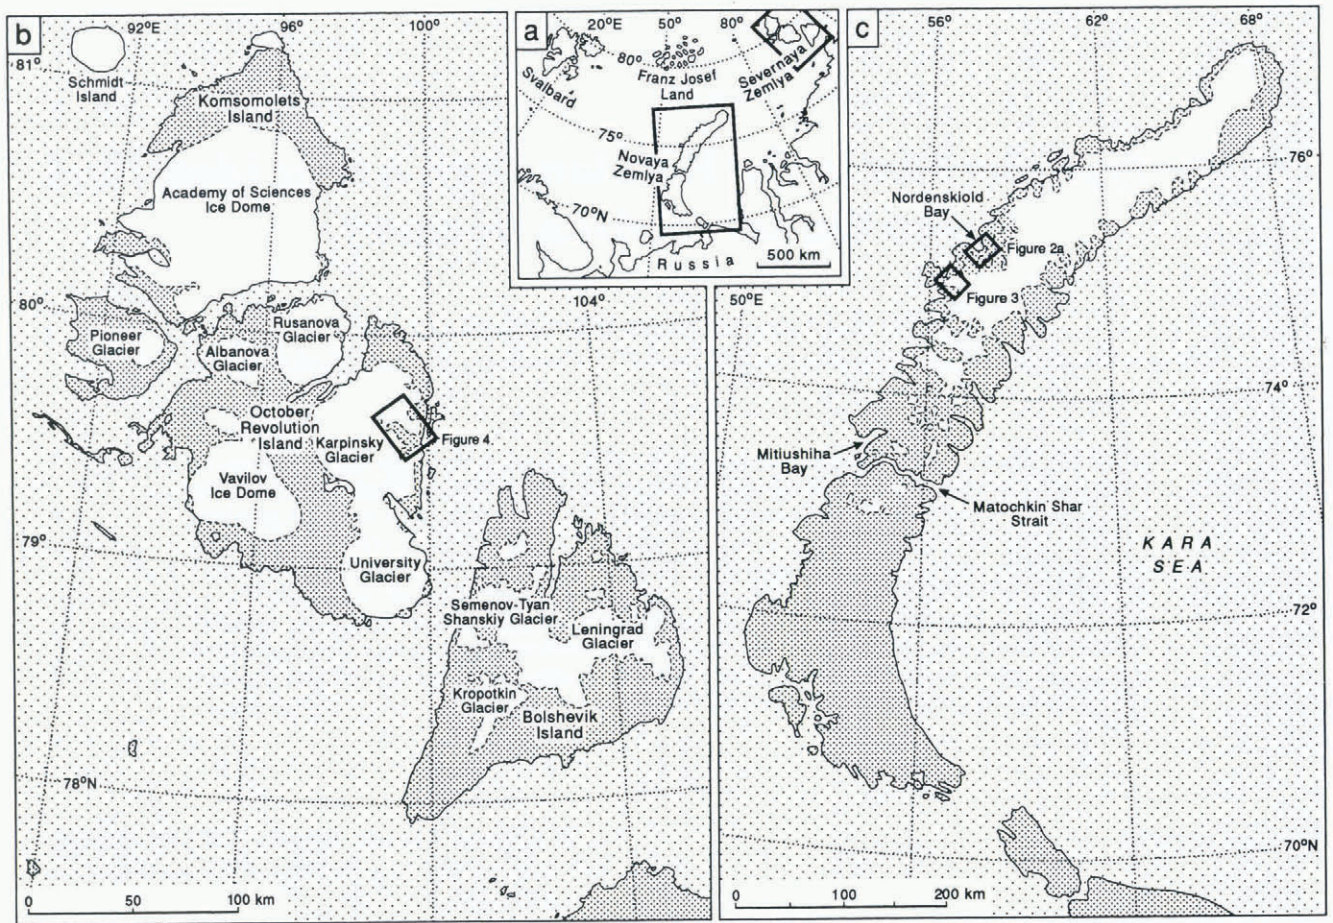 b
92°E
96°
100°
81°
Schmidt
Island
Komsomolets
Island
Academy of Sciences
Ice Dome
80°
104°
Pioneer
Glacier
Albanova
Glacier
Rusanova
Glacier
October
Revolution
Island
Karpinsky
Glacier
Figure 4
Vavilov
Ice Dome
79°
University
Glacier
Semenov-Tyan
Shanskiy Glacier
Leningrad
Glacier
Kropotkin
Glacier
Bolshevik
Island
78°N
0
50
100 km
a
20°E
50°
80°
80°
Svalbard
Franz Josef
Land
Severnaya
Zemlya
75°
Novaya
Zemlya
70°N
Russia
500 km
c
56°
62°
68°
76°
Nordenskiold
Bay
Figure 2a
Figure 3
50°E
74°
Mitiushiha
Bay
Matochkin Shar
Strait
KARA
SEA
72°
70°N
0
100
200 km